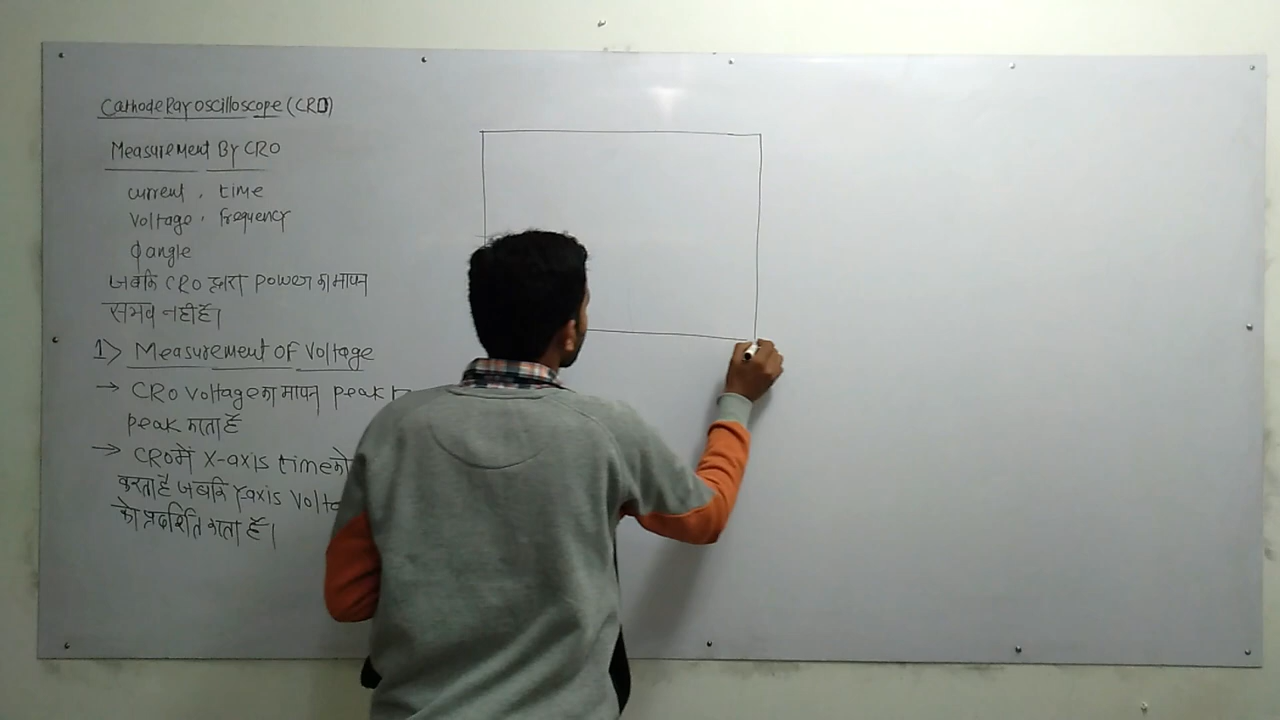 Cathode Ray oscilloscope (CRO)
Measurement By CRO
current, time
Voltage, frequency
ϕ angle
जबकि CRO द्वारा Power का मापन
संभव नहीं है।
1> Measurement OF Voltage
→ CRO Voltage का मापन peak
peak करता है
→ CRO में X-axis time को
करता है जबकि Y-axis
को प्रदर्शित करता है।